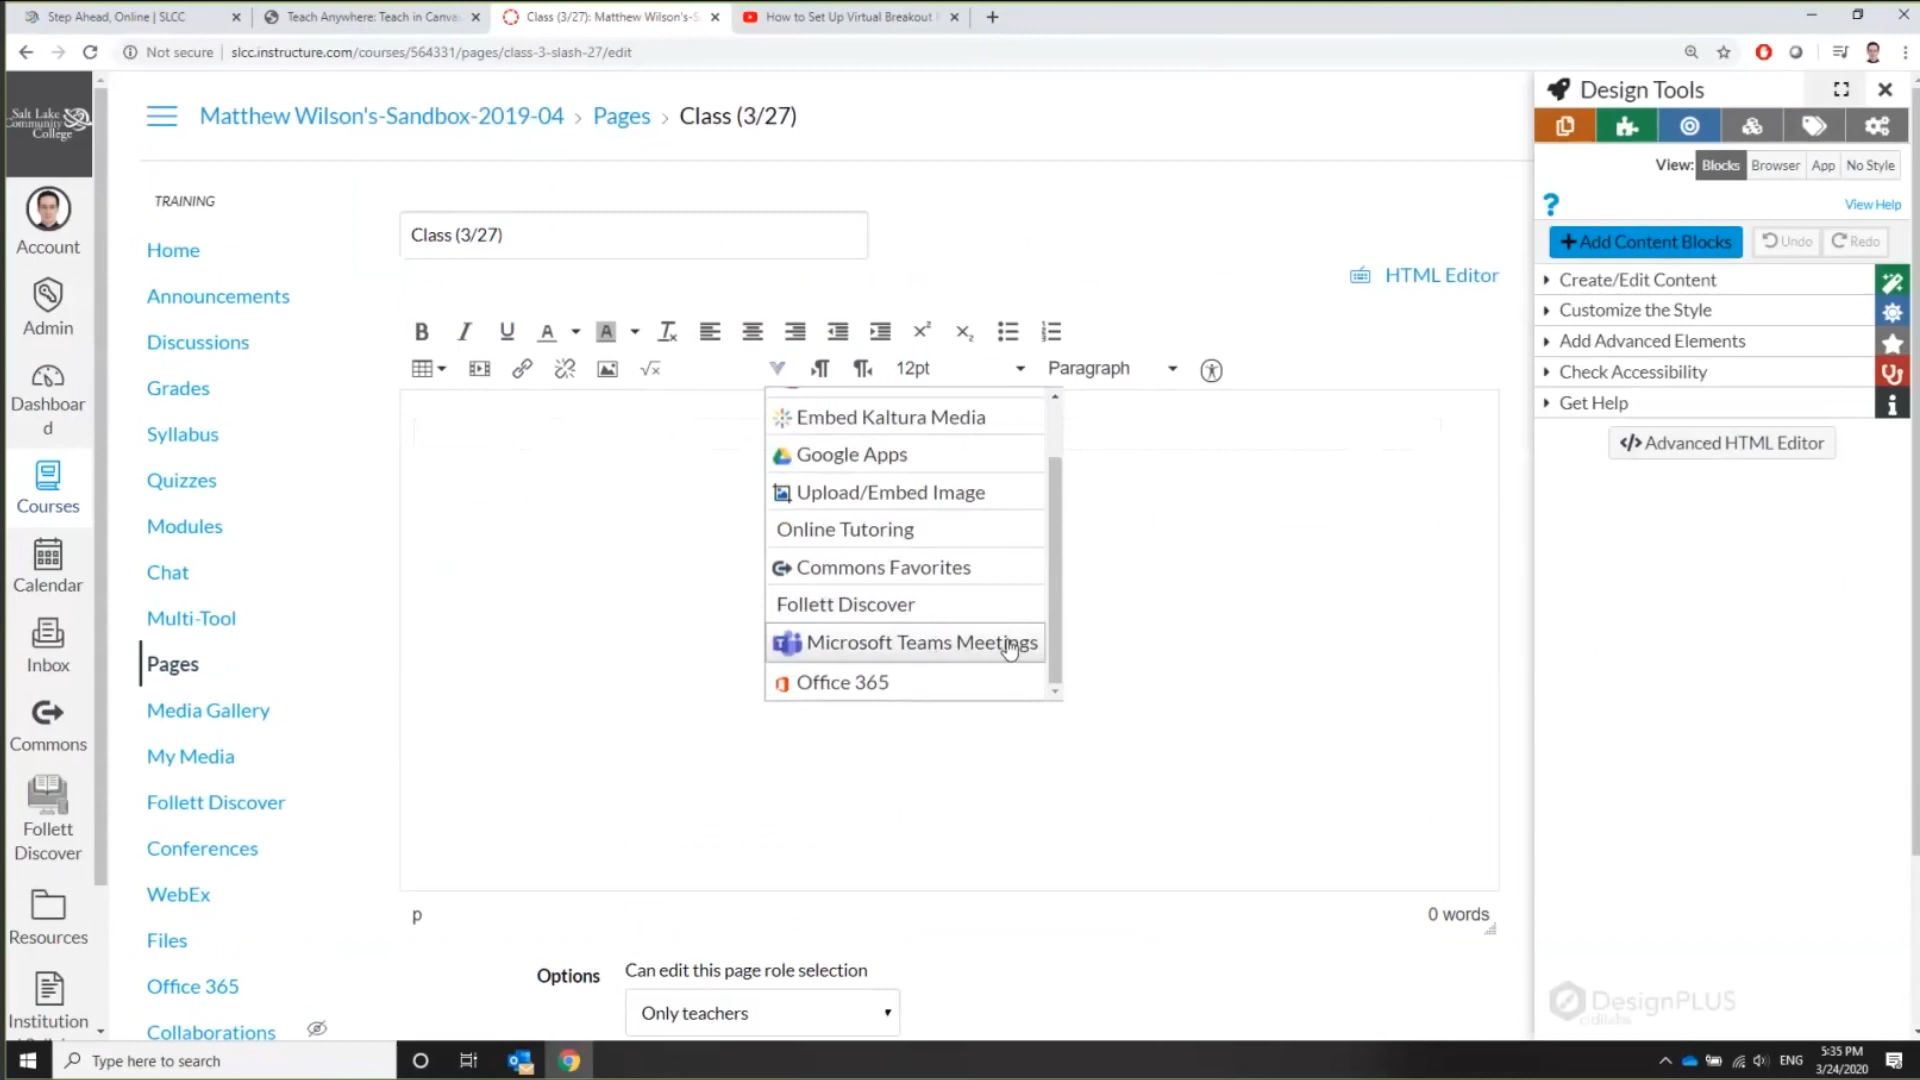 Step Ahead, Online | SLCC
Teach Anywhere: Teach in Canva
Class (3/27): Matthew Wilson's-S
How to Set Up Virtual Breakout
Not secure
slcc.instructure.com/courses/564331/pages/class-3-slash-27/edit
Salt Lake
Community
College
Account
Admin
Dashboar
d
Courses
Calendar
Inbox
Commons
Follett
Discover
Resources
Institution
Matthew Wilson's-Sandbox-2019-04 > Pages > Class (3/27)
TRAINING
Home
Announcements
Discussions
Grades
Syllabus
Quizzes
Modules
Chat
Multi-Tool
Pages
Media Gallery
My Media
Follett Discover
Conferences
WebEx
Files
Office 365
Collaborations
Class (3/27)
HTML Editor
12pt
Paragraph
Embed Kaltura Media
Google Apps
Upload/Embed Image
Online Tutoring
Commons Favorites
Follett Discover
Microsoft Teams Meetings
Office 365
p
0 words
Options
Can edit this page role selection
Only teachers
Design Tools
View: Blocks Browser App No Style
? View Help
+Add Content Blocks Undo Redo
Create/Edit Content
Customize the Style
Add Advanced Elements
Check Accessibility
Get Help
</> Advanced HTML Editor
DesignPLUS
cidilabs
Type here to search
ENG
5:35 PM
3/24/2020